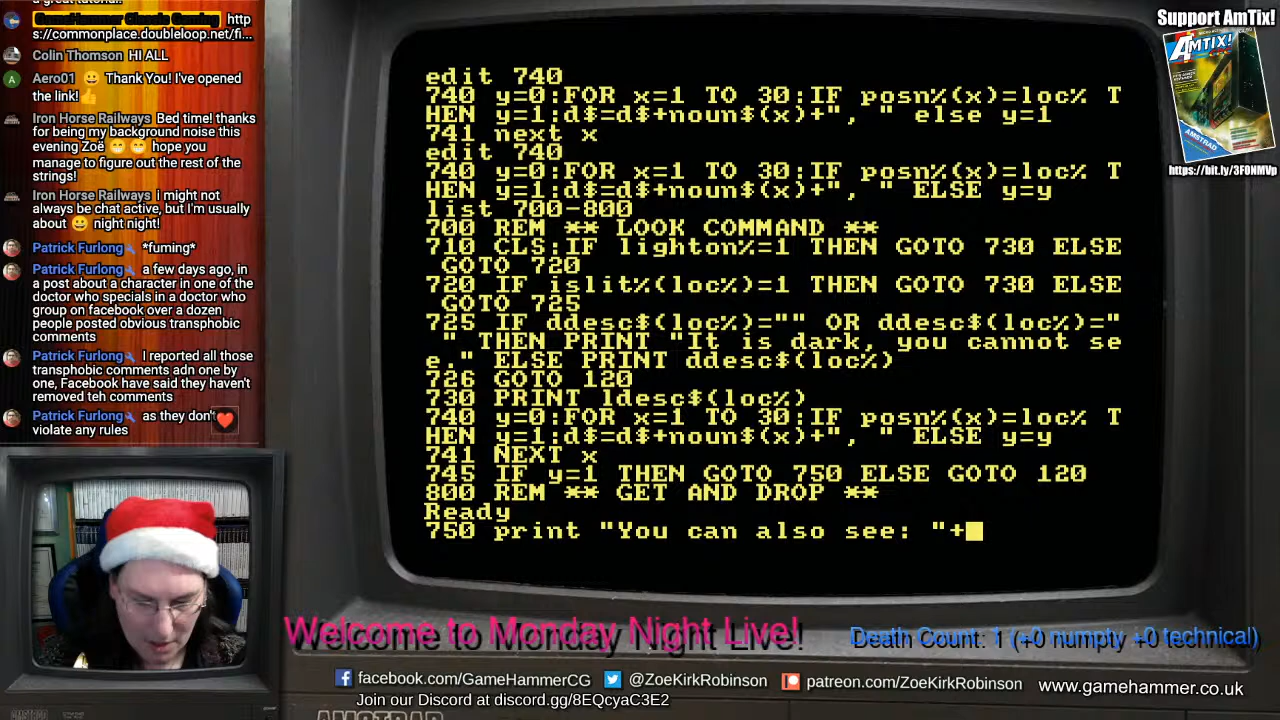 a great tutorial!
GameHammer Classic Gaming http
s://commonplace.doubleloop.net/fi...
Colin Thomson HI ALL
A Aero01 😀 Thank You! I've opened
the link!👍
Iron Horse Railways Bed time! thanks
for being my background noise this
evening Zoë 😁😁 hope you
manage to figure out the rest of the
strings!
Iron Horse Railways i might not
always be chat active, but I'm usually
about 😀 night night!
Patrick Furlong *fuming*
Patrick Furlong a few days ago, in
a post about a character in one of the
doctor who specials in a doctor who
group on facebook over a dozen
people posted obvious transphobic
comments
Patrick Furlong I reported all those
transphobic comments adn one by
one, Facebook have said they haven't
removed teh comments
Patrick Furlong as they don't
violate any rules
edit 740
740 y=0:FOR x=1 TO 30:IF posn%(x)=loc% T
HEN y=1:d$=d$+noun$(x)+", " else y=1
741 next x
edit 740
740 y=0:FOR x=1 TO 30:IF posn%(x)=loc% T
HEN y=1:d$=d$+noun$(x)+", " ELSE y=y
list 700-800
700 REM ** LOOK COMMAND **
710 CLS:IF lighton%=1 THEN GOTO 730 ELSE
GOTO 720
720 IF islit%(loc%)=1 THEN GOTO 730 ELSE
GOTO 725
725 IF ddesc$(loc%)="" OR ddesc$(loc%)="
" THEN PRINT "It is dark, you cannot se
e." ELSE PRINT ddesc$(loc%)
726 GOTO 120
730 PRINT ldesc$(loc%)
740 y=0:FOR x=1 TO 30:IF posn%(x)=loc% T
HEN y=1:d$=d$+noun$(x)+", " ELSE y=y
741 NEXT x
745 IF y=1 THEN GOTO 750 ELSE GOTO 120
800 REM ** GET AND DROP **
Ready
750 print "You can also see: "+
Support AmTix!
AMTIX!
AMSTRAD
https://bit.ly/3FONMVp
Welcome to Monday Night Live!
Death Count: 1 (+0 numpty +0 technical)
facebook.com/GameHammerCG
@ZoeKirkRobinson
patreon.com/ZoeKirkRobinson
www.gamehammer.co.uk
Join our Discord at discord.gg/8EQcyaC3E2
AMSTRAD